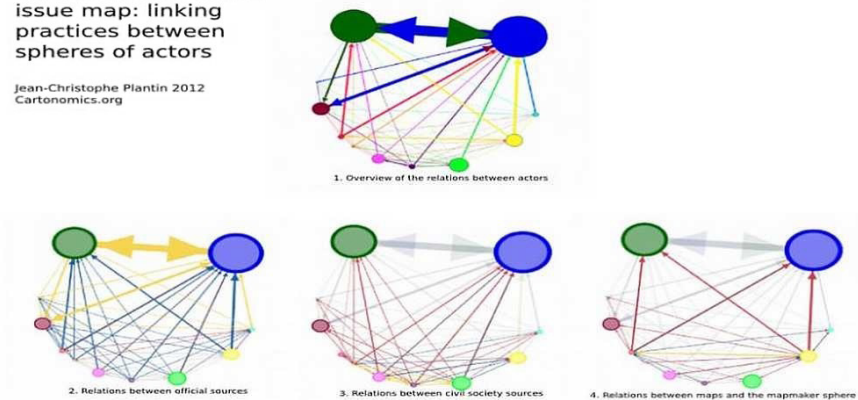 issue map: linking
practices between
spheres of actors
Jean-Christophe Plantin 2012
Cartonomics.org
1. Overview of the relations between actors
2. Relations between official sources
3. Relations between civil society sources
4. Relations between maps and the mapmaker sphere